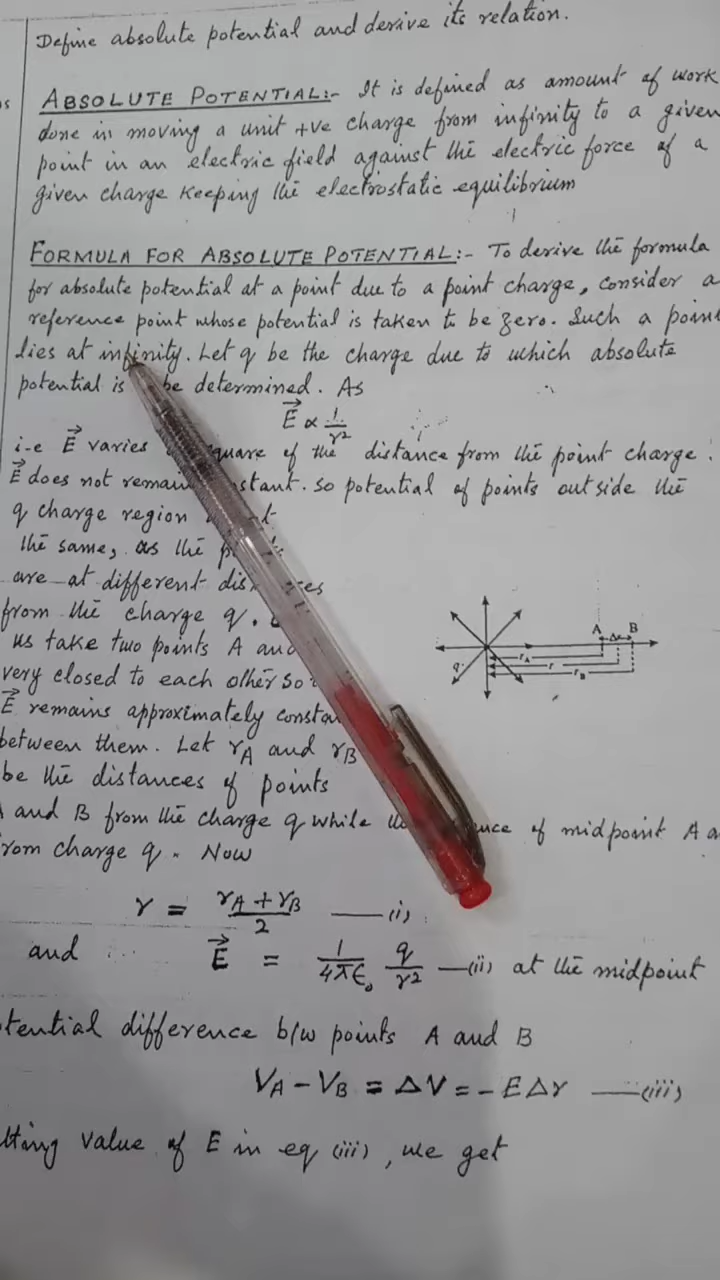 Define absolute potential and derive its relation.
ABSOLUTE POTENTIAL:- It is defined as amount of work
done in moving a unit +ve charge from infinity to a given
point in an electric field against the electric force of a
given charge keeping the electrostatic equilibrium
FORMULA FOR ABSOLUTE POTENTIAL:- To derive the formula
for absolute potential at a point due to a point charge, consider a
reference point whose potential is taken to be zero. Such a point
lies at infinity. Let q be the charge due to which absolute
potential is be determined. As
E⃗ ∝ 1/r²
i-e E⃗ varies square of the distance from the point charge.
E⃗ does not remain constant. So potential of points outside the
q charge region
the same, as the
are at different distances
from the charge q.
us take two points A and
very closed to each other so
E⃗ remains approximately constant
between them. Let rA and rB
be the distances of points
and B from the charge q while of midpoint A
from charge q. Now
r = (rA + rB)/2 —(i)
and E⃗ = 1/4πϵ₀ q/r² —(ii) at the midpoint
tential difference b/w points A and B
VA - VB = ΔV = - EΔr —(iii)
tting value of E in eq (iii), we get
A Δr B
q
rA
r
rB